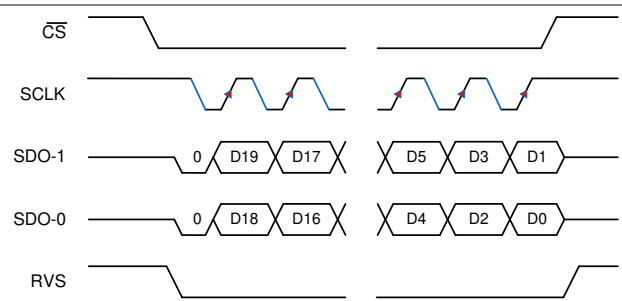 CS
SCLK
SDO-1 0 D19 D17 D5 D3 D1
SDO-0 0 D18 D16 D4 D2 D0
RVS